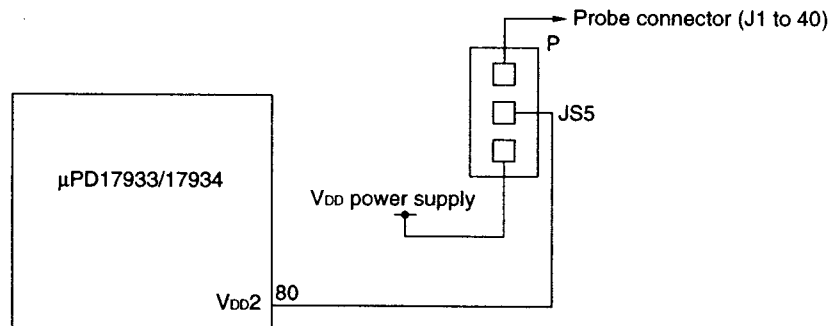 Probe connector (J1 to 40)
P
JS5
μPD17933/17934
VDD power supply
VDD2
80